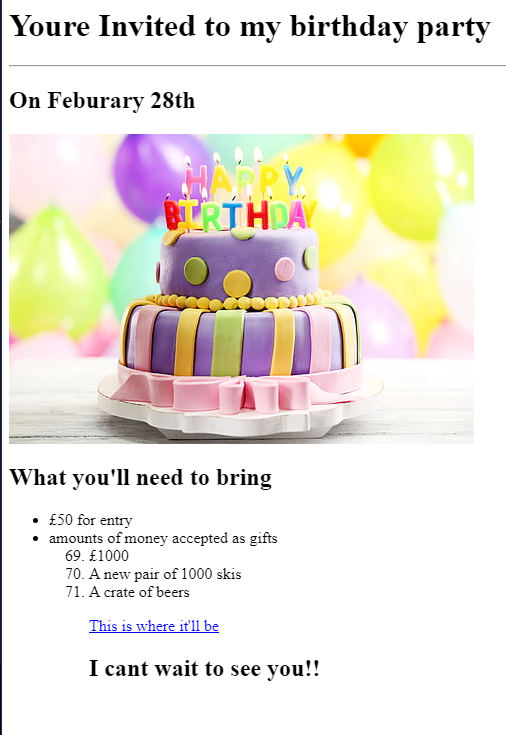 Youre Invited to my birthday party
On Feburary 28th
HAPPY
BIRTHDAY
What you'll need to bring
• £50 for entry
• amounts of money accepted as gifts
69. £1000
70. A new pair of 1000 skis
71. A crate of beers
This is where it'll be
I cant wait to see you!!